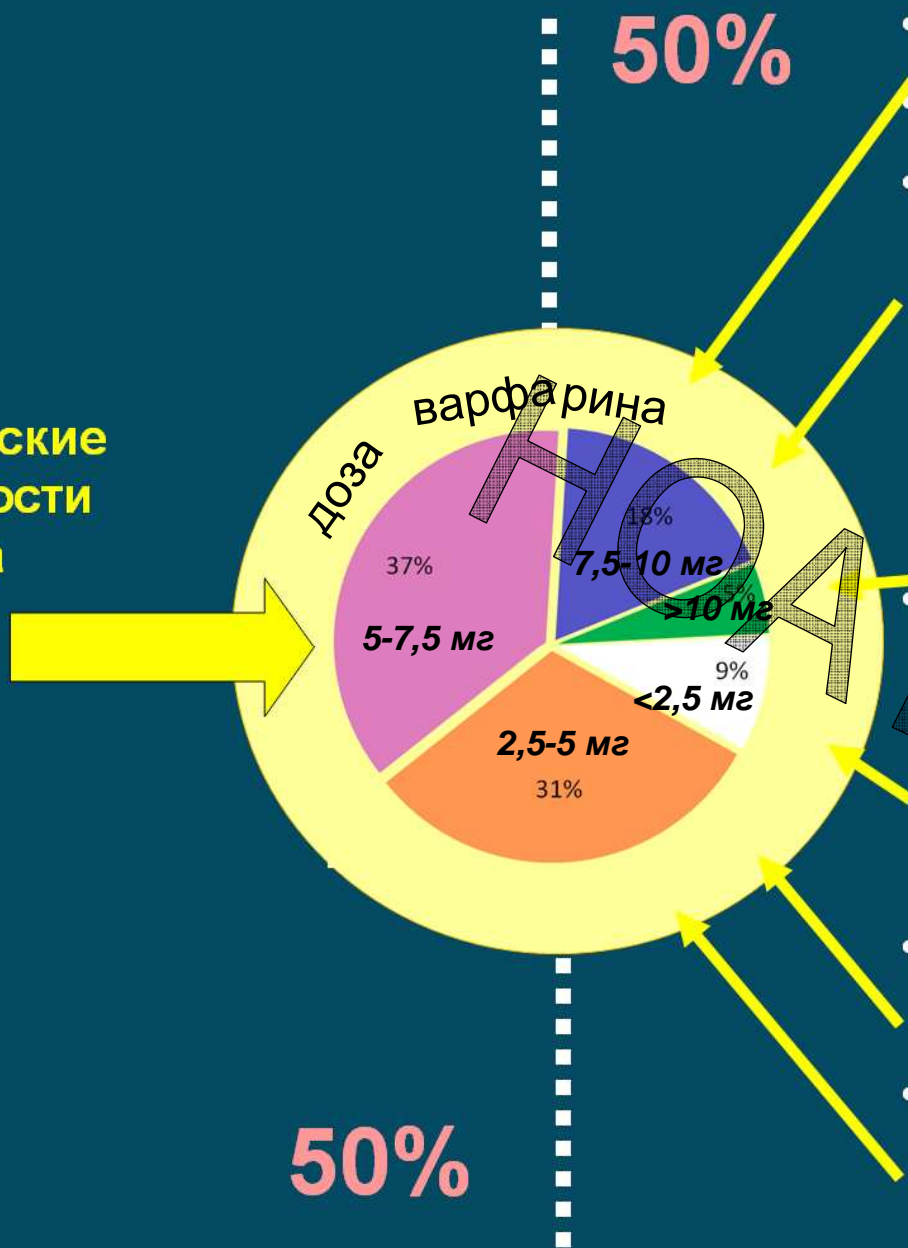 50%
ские
ости
а
доза варфарина
НОА
18%
7,5-10 мг
5%
>10 мг
37%
5-7,5 мг
9%
<2,5 мг
2,5-5 мг
31%
50%